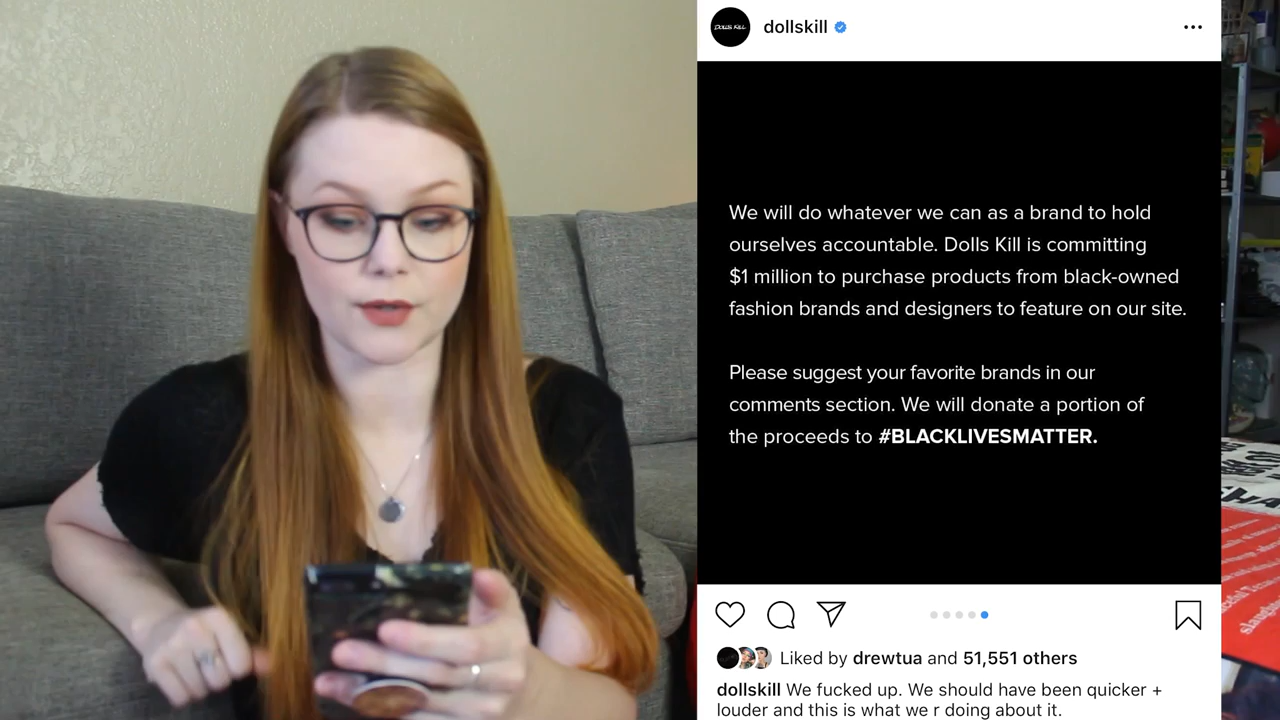 DOLLS KILL
dollskill
We will do whatever we can as a brand to hold
ourselves accountable. Dolls Kill is committing
$1 million to purchase products from black-owned
fashion brands and designers to feature on our site.
Please suggest your favorite brands in our
comments section. We will donate a portion of
the proceeds to #BLACKLIVESMATTER.
Liked by drewtua and 51,551 others
dollskill We fucked up. We should have been quicker +
louder and this is what we r doing about it.